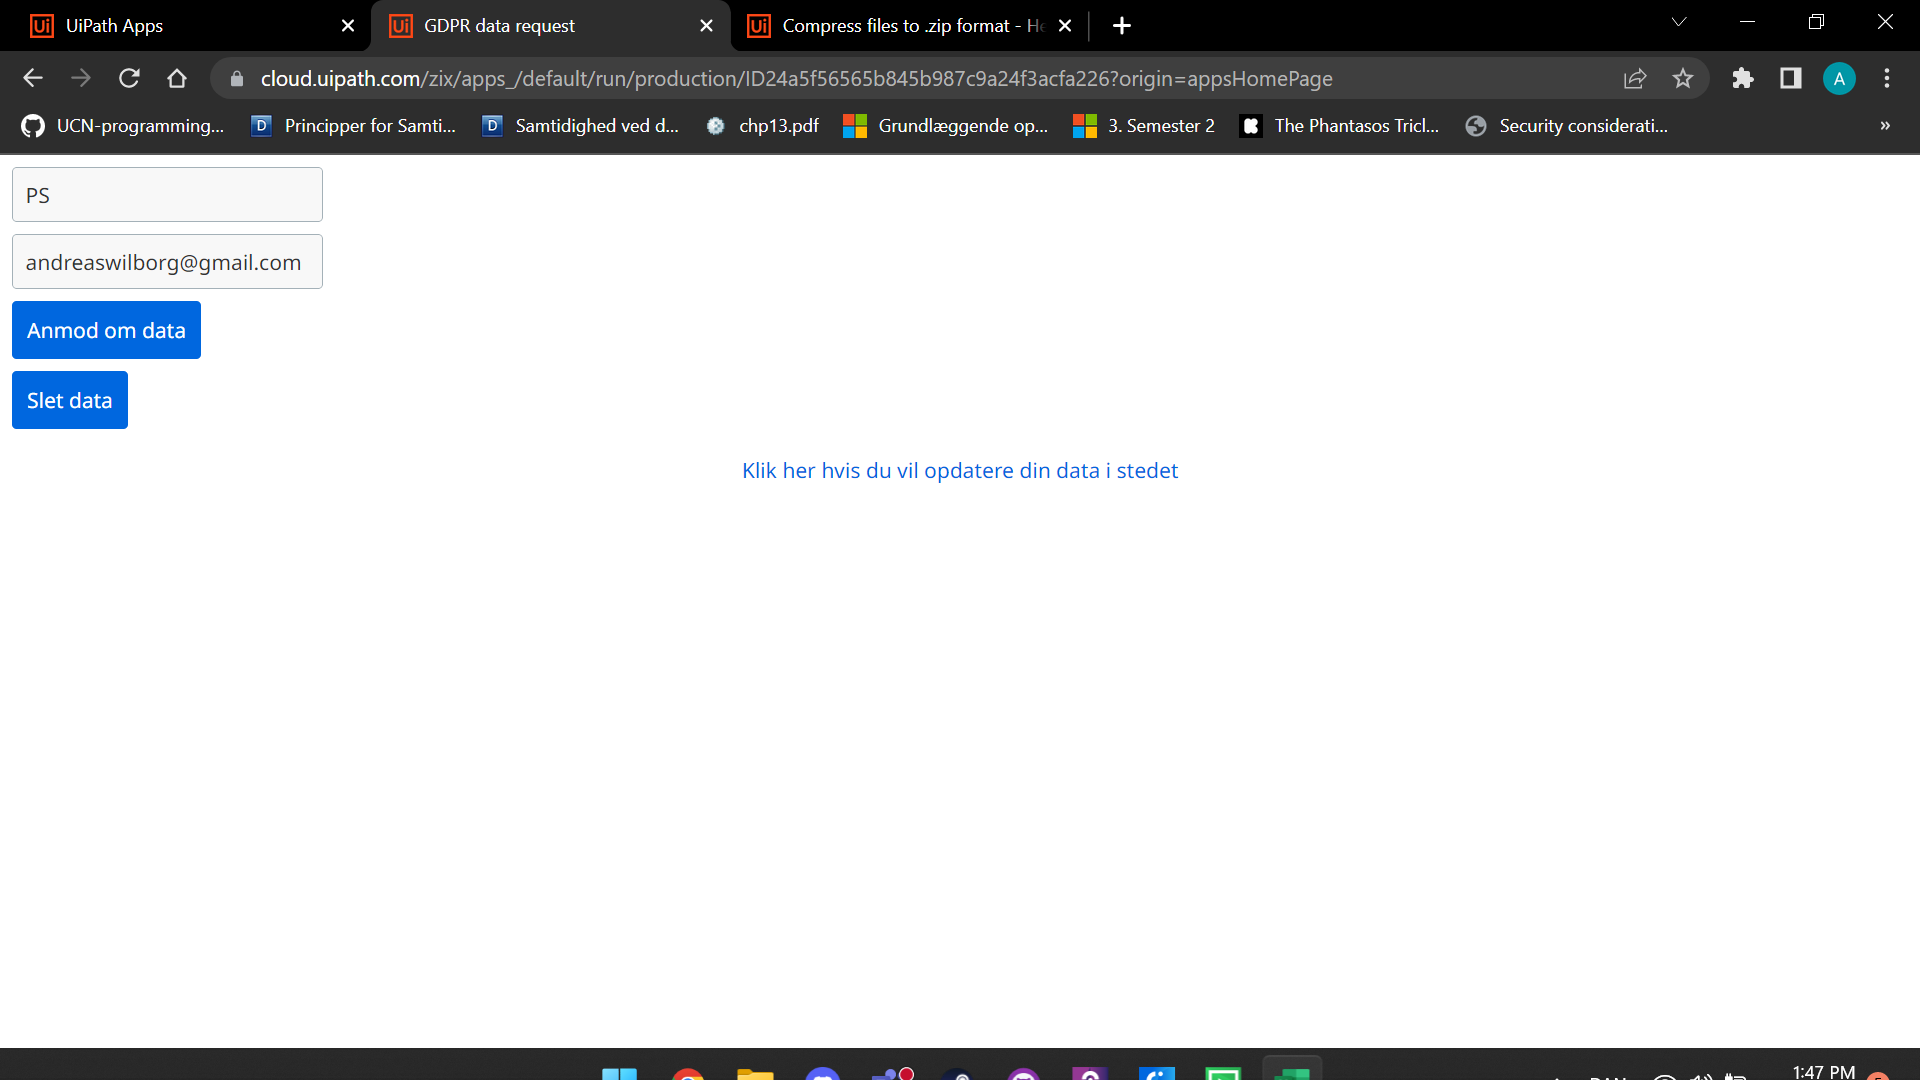 UiPath Apps
GDPR data request
Compress files to .zip format - He
cloud.uipath.com/zix/apps_/default/run/production/ID24a5f56565b845b987c9a24f3acfa226?origin=appsHomePage
A
UCN-programming...
Principper for Samti...
Samtidighed ved d...
chp13.pdf
Grundlæggende op...
3. Semester 2
The Phantasos Tricl...
Security considerati...
»
PS
andreaswilborg@gmail.com
Anmod om data
Slet data
Klik her hvis du vil opdatere din data i stedet
1:47 PM